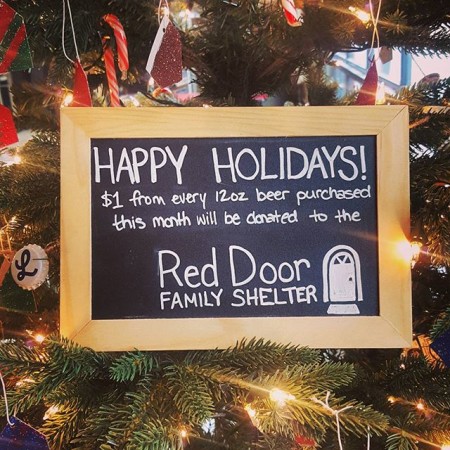 HAPPY HOLIDAYS!
$1 from every 12oz beer purchased
this month will be donated to the
Red Door
FAMILY SHELTER
L